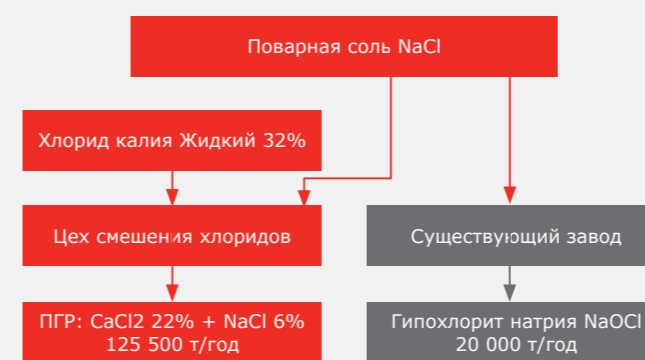 Поварная соль NaCl
Хлорид калия Жидкий 32%
Цех смешения хлоридов
Существующий завод
ПГР: CaCl2 22% + NaCl 6%
125 500 т/год
Гипохлорит натрия NaOCl
20 000 т/год